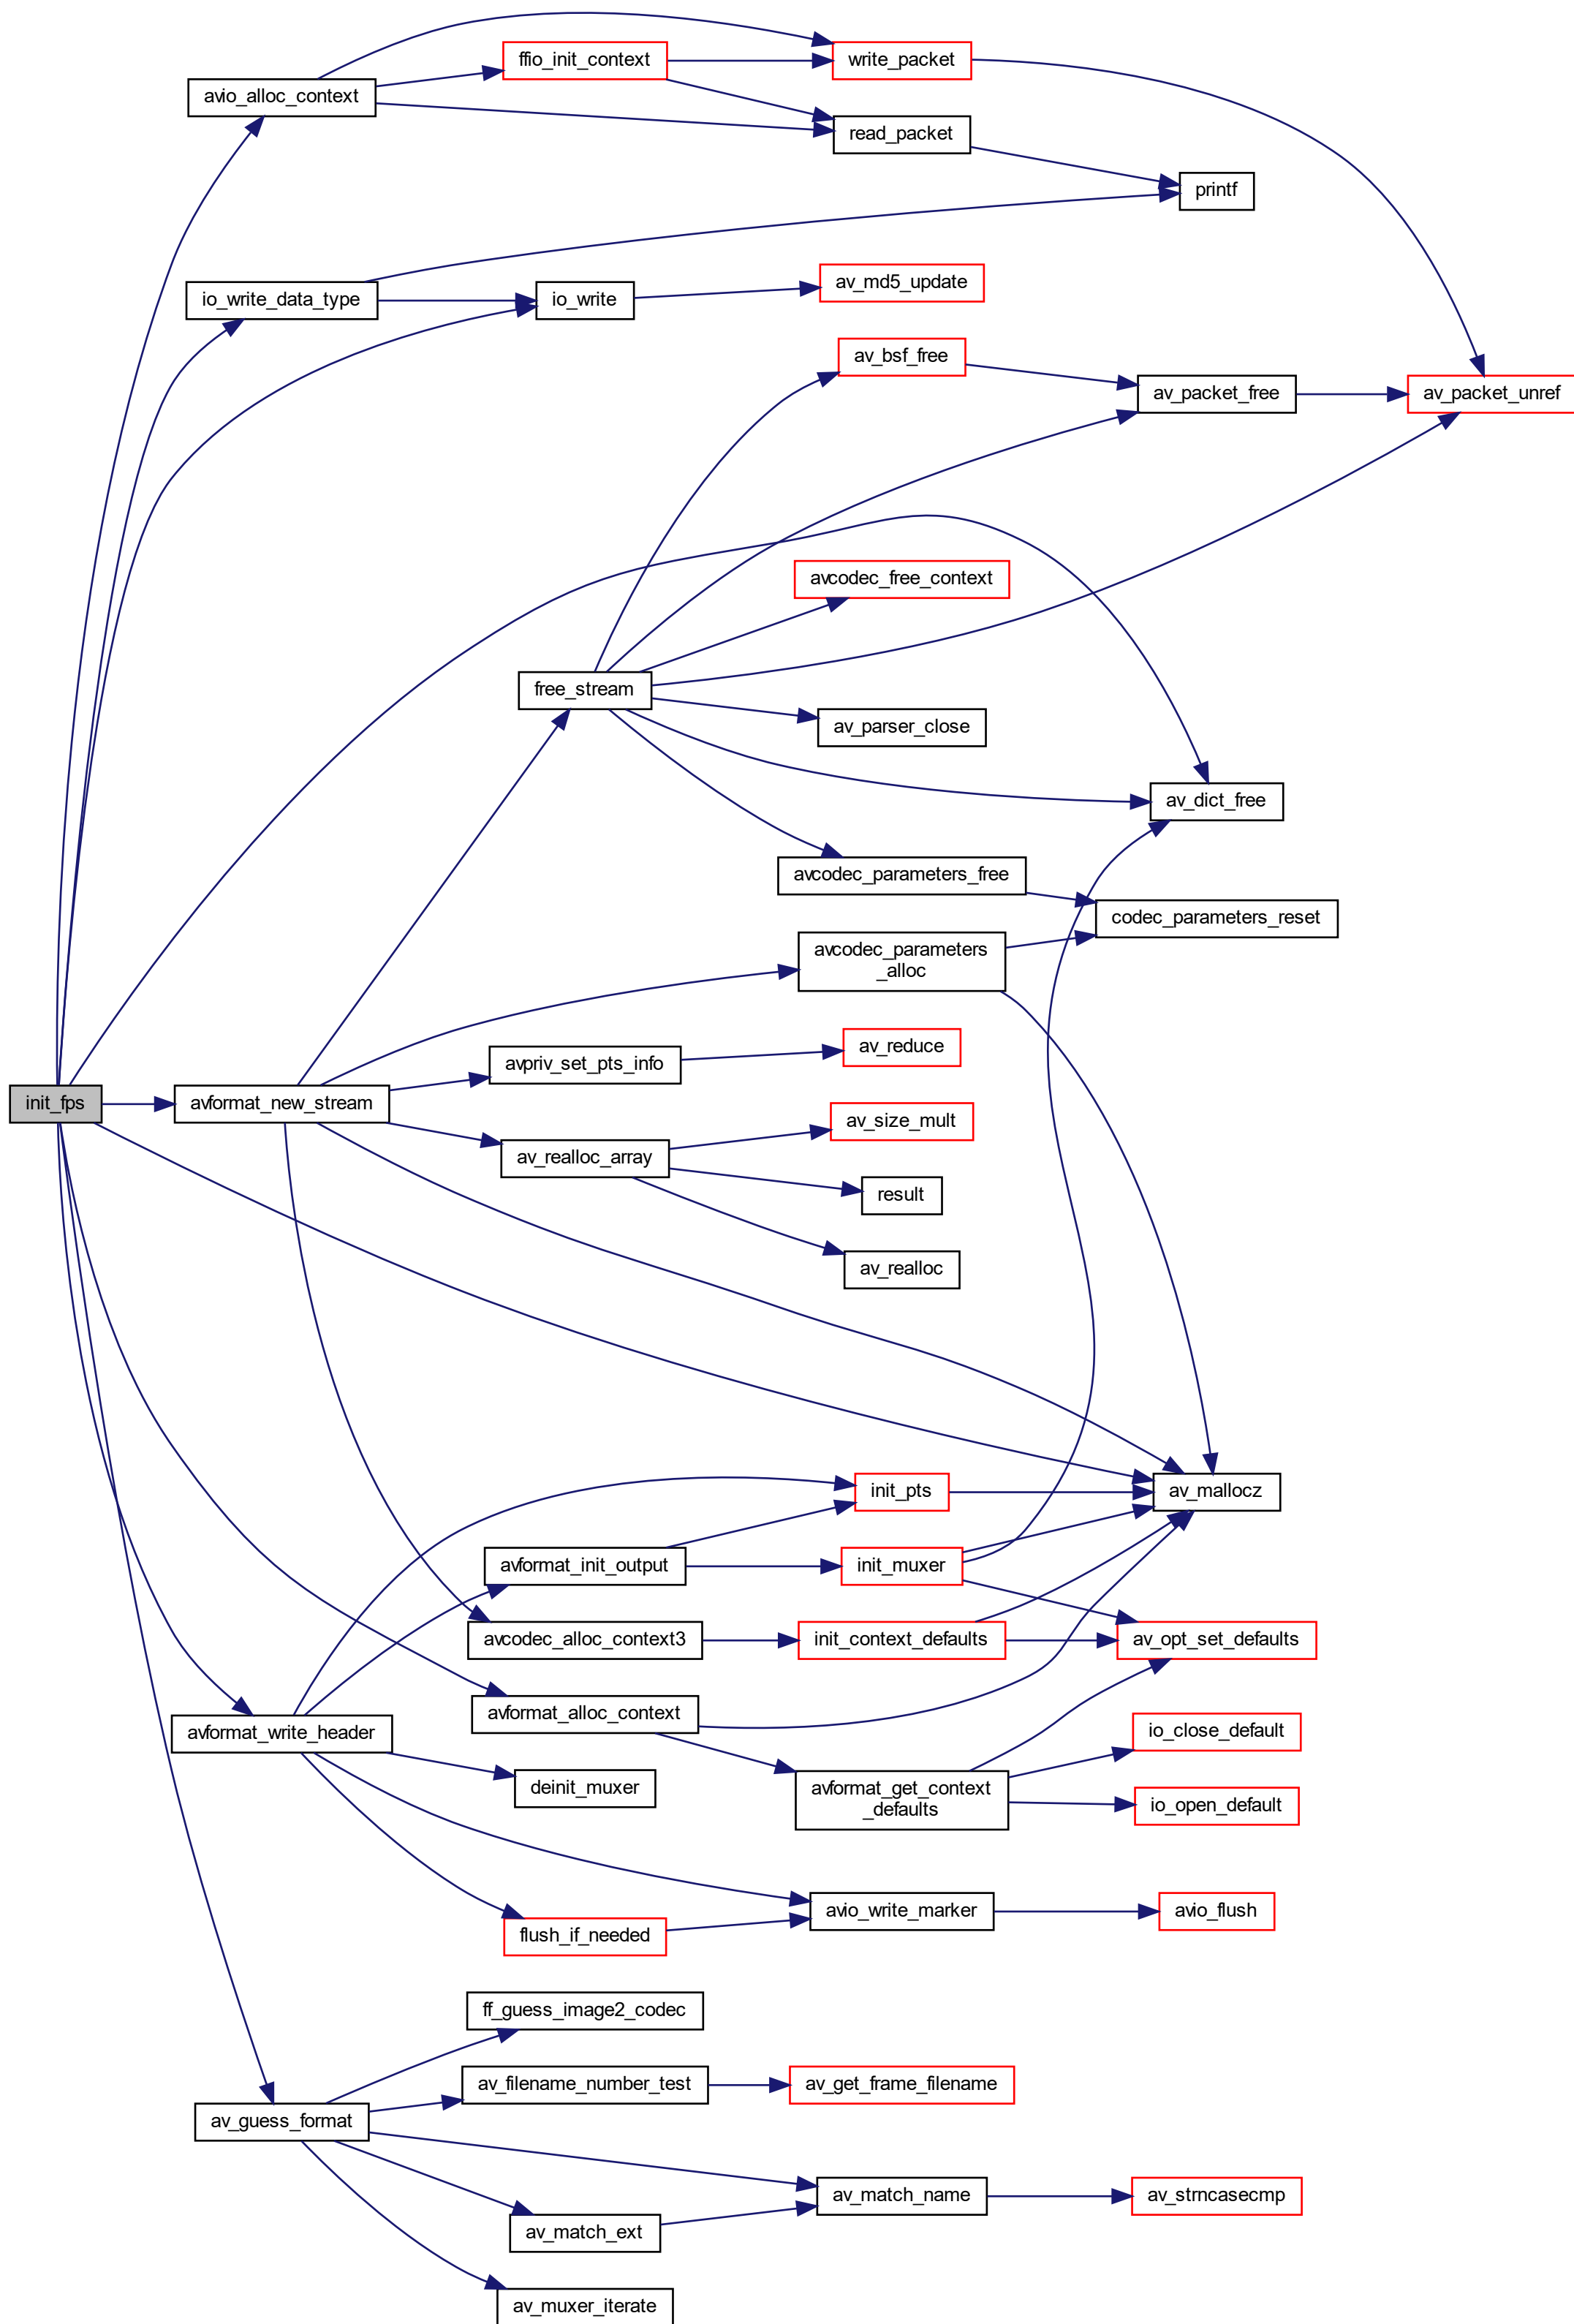 ffio_init_context
write_packet
avio_alloc_context
read_packet
printf
av_md5_update
io_write_data_type
io_write
av_bsf_free
av_packet_free
av_packet_unref
avcodec_free_context
free_stream
av_parser_close
av_dict_free
avcodec_parameters_free
codec_parameters_reset
avcodec_parameters
_alloc
av_reduce
avpriv_set_pts_info
init_fps
avformat_new_stream
av_size_mult
av_realloc_array
result
av_realloc
init_pts
av_mallocz
avformat_init_output
init_muxer
avcodec_alloc_context3
init_context_defaults
av_opt_set_defaults
avformat_alloc_context
avformat_write_header
io_close_default
deinit_muxer
avformat_get_context
_defaults
io_open_default
avio_write_marker
avio_flush
flush_if_needed
ff_guess_image2_codec
av_filename_number_test
av_get_frame_filename
av_guess_format
av_match_name
av_strncasecmp
av_match_ext
av_muxer_iterate